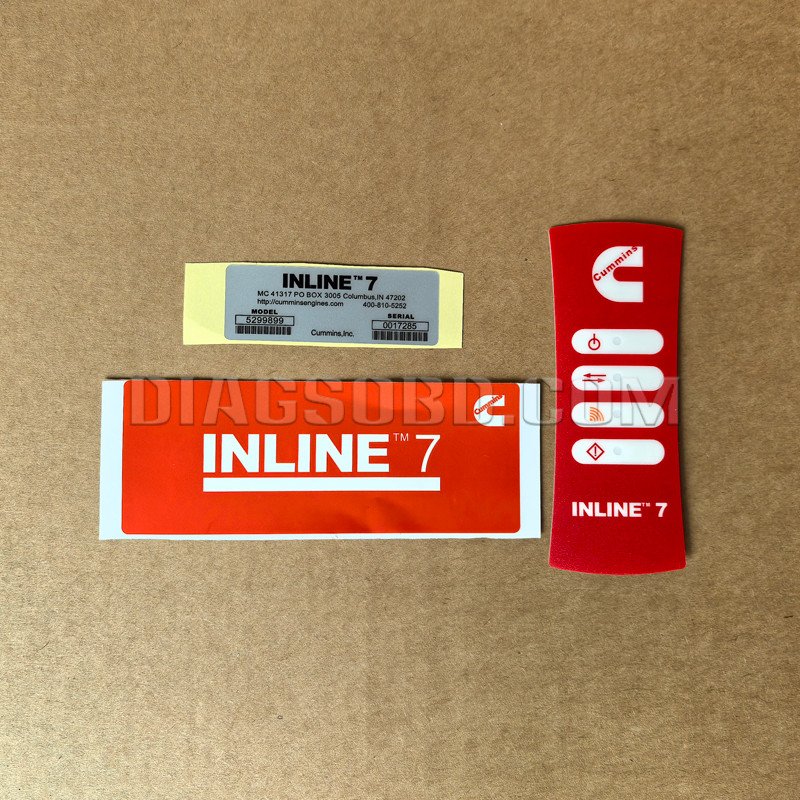 INLINE™ 7
MC 41317 PO BOX 3005 Columbus,IN 47202
http://cumminsengines.com 400-810-5252
MODEL SERIAL
5299899 Cummins,Inc. 0017285
DIAGSOBD.COM
Cummins
INLINE™ 7
Cummins
INLINE™ 7